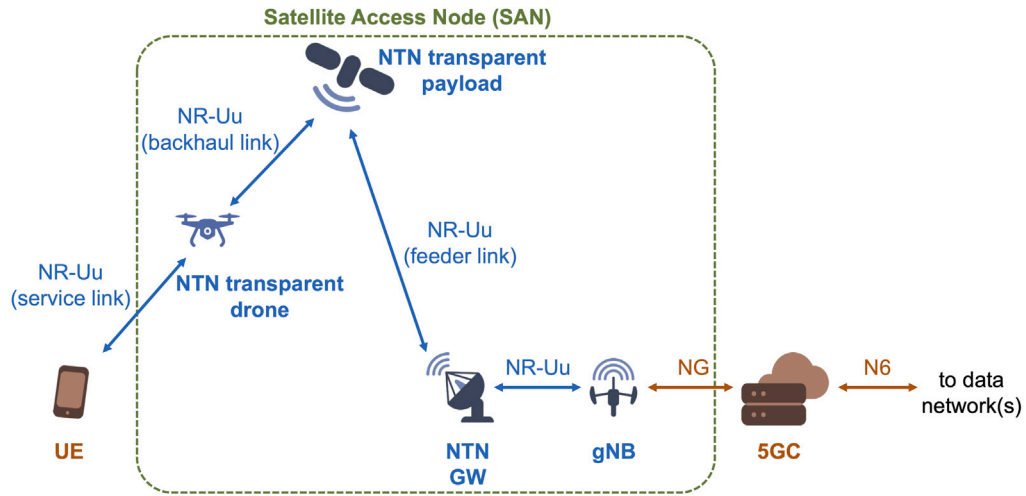 Satellite Access Node (SAN)
NTN transparent
payload
NR-Uu
(backhaul link)
NR-Uu
(feeder link)
NR-Uu
(service link)
NTN transparent
drone
NR-Uu
NG
N6
to data
network(s)
UE
NTN
GW
gNB
5GC